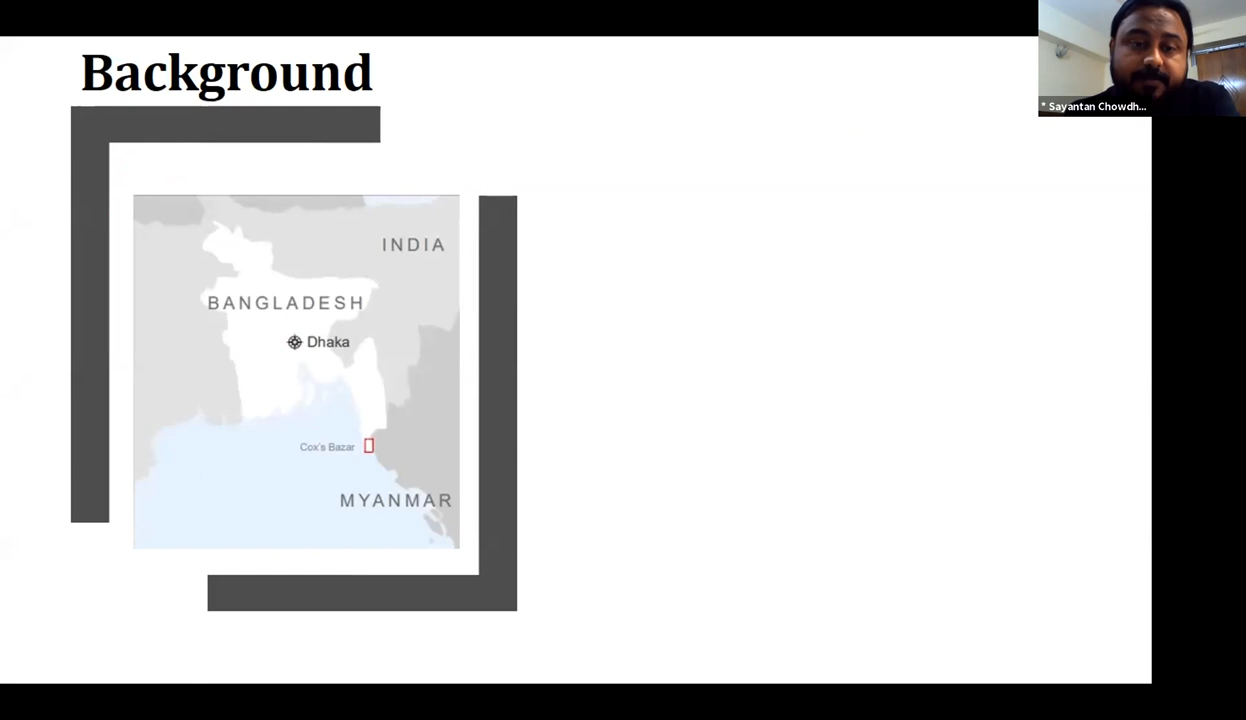 Background
* Sayantan Chowdh...
INDIA
BANGLADESH
Dhaka
Cox's Bazar
MYANMAR